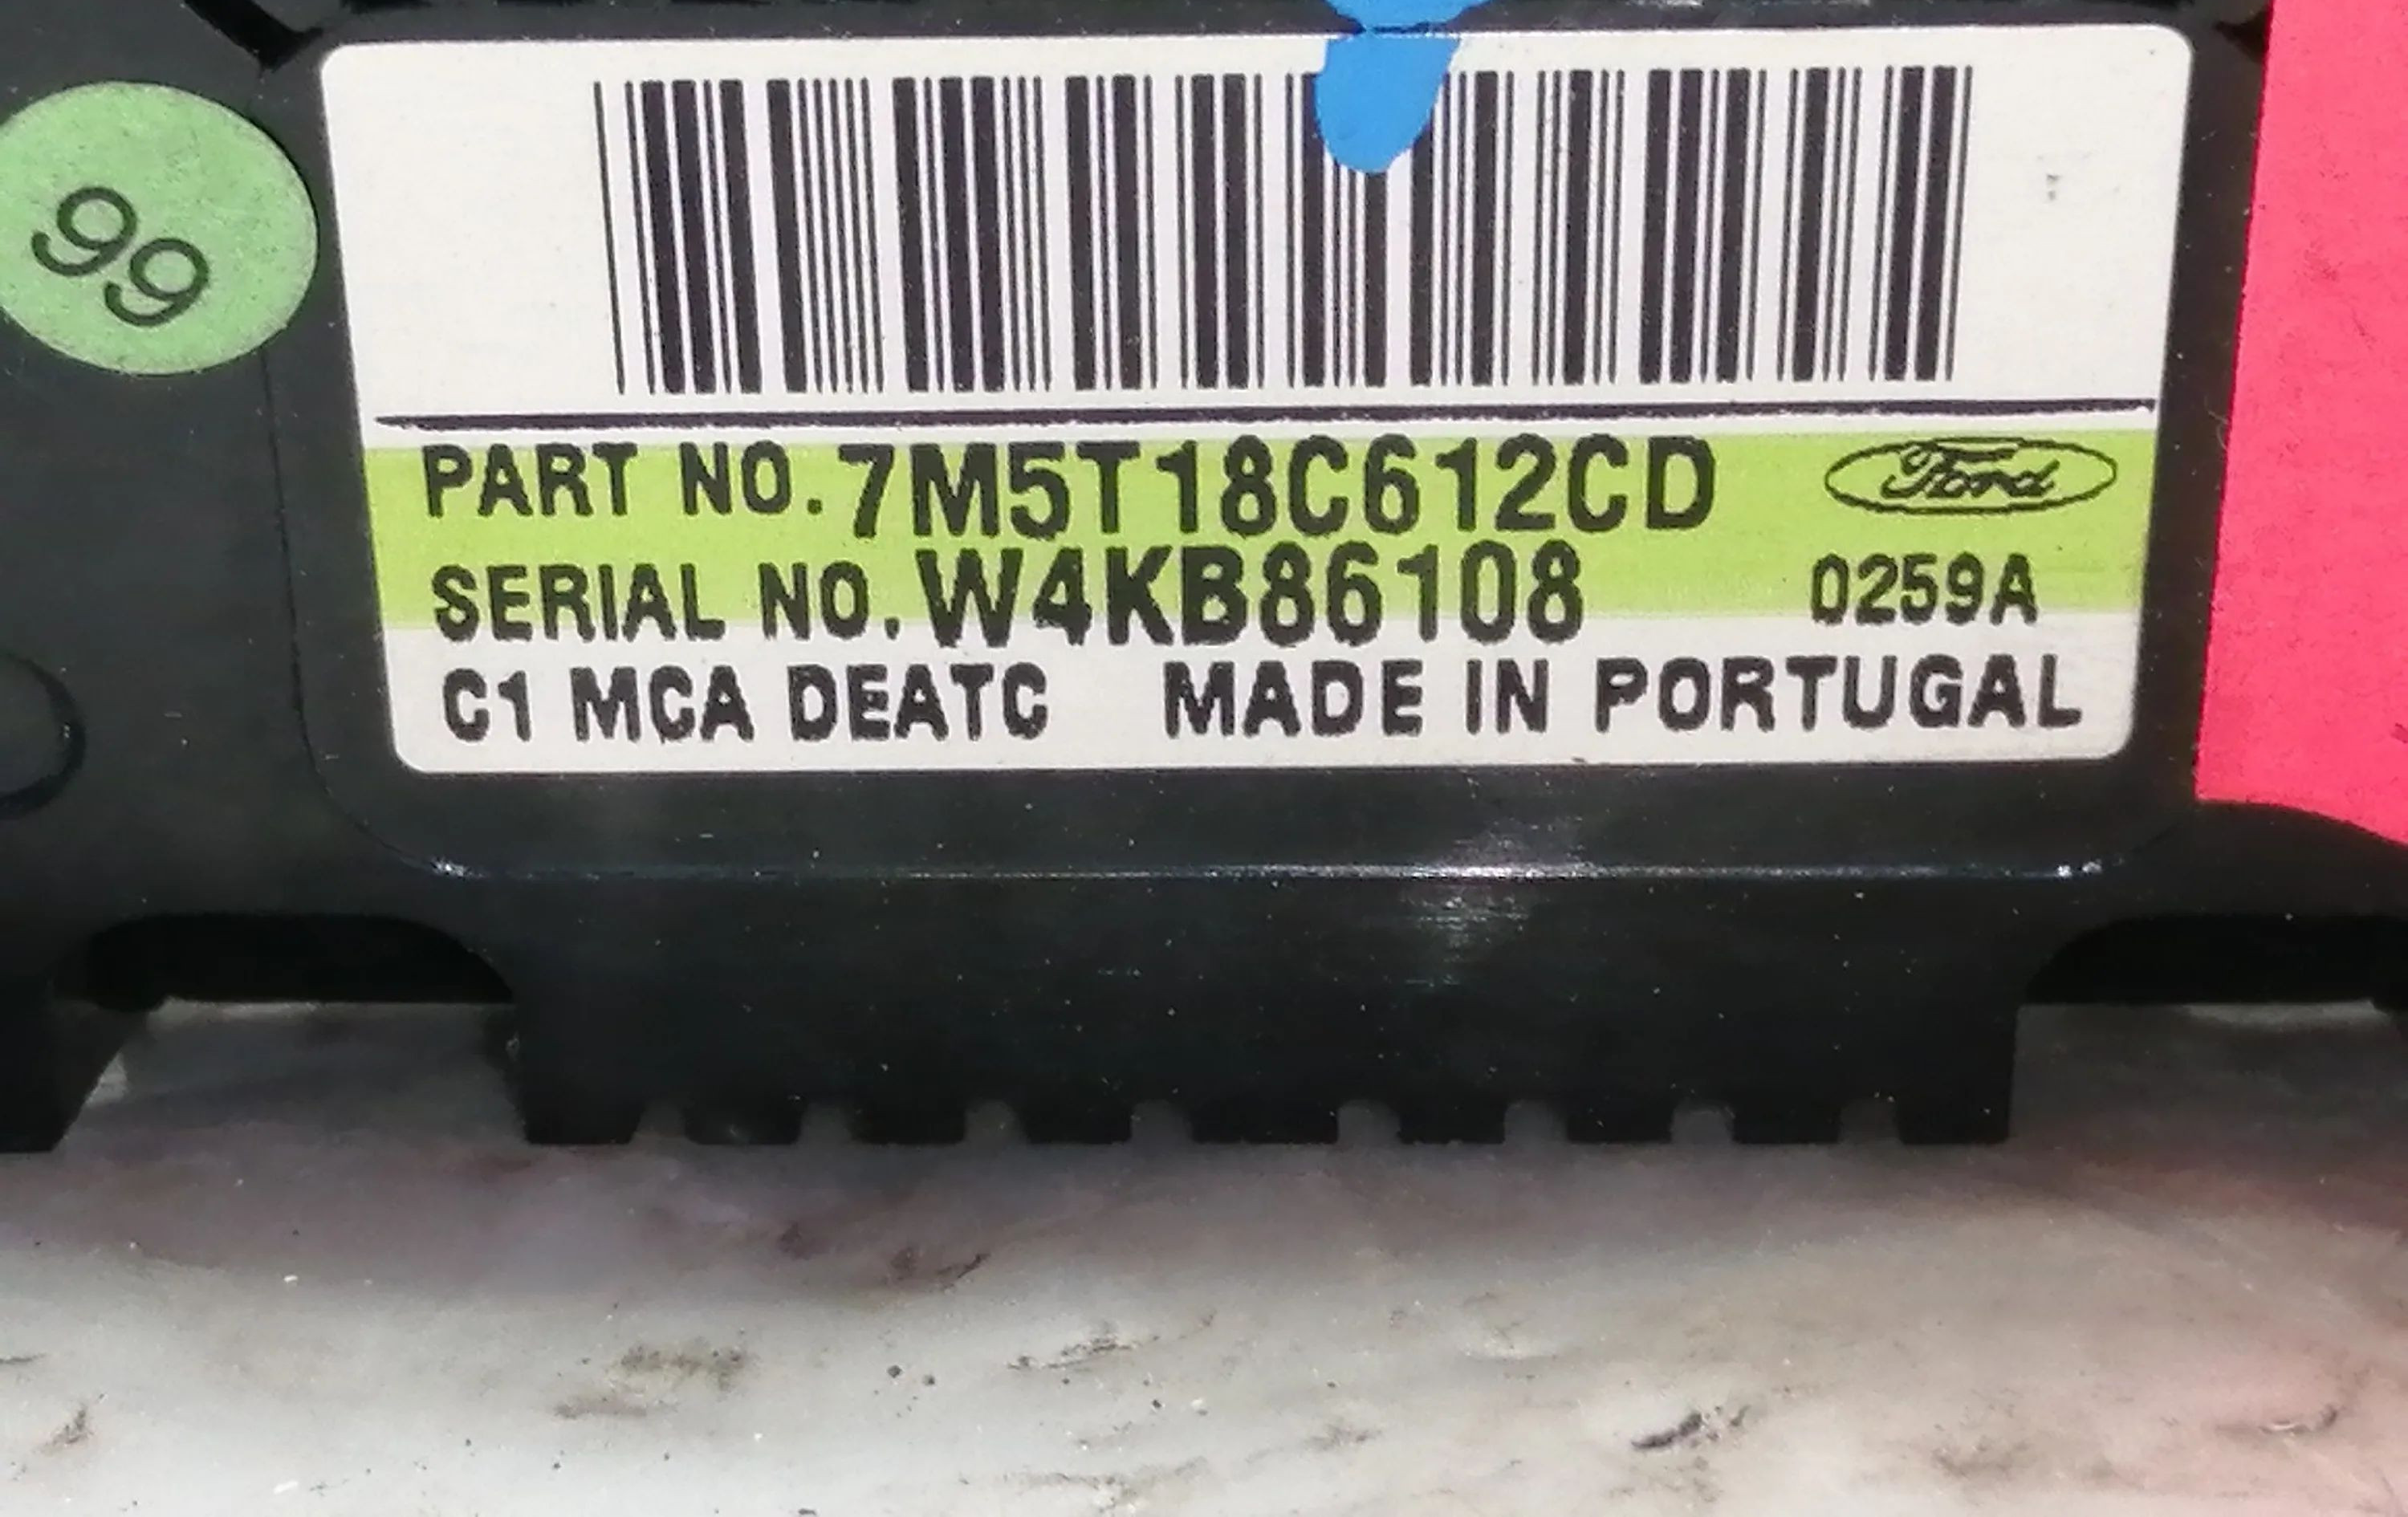 99
PART NO. 7M5T18C612CD Ford
SERIAL NO. W4KB86108 0259A
C1 MCA DEATC MADE IN PORTUGAL